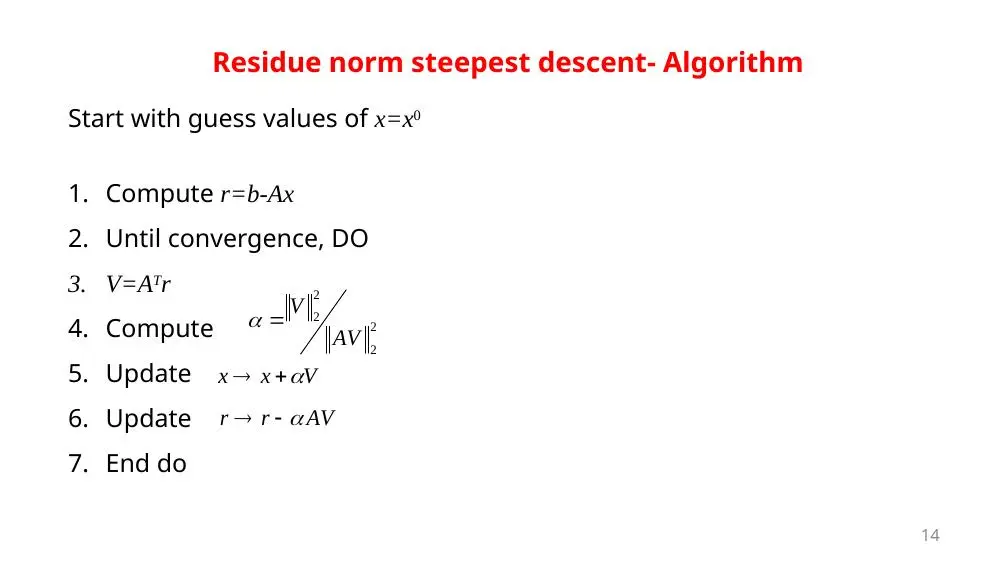 Residue norm steepest descent- Algorithm
Start with guess values of x=x⁰
1. Compute r=b-Ax
2. Until convergence, DO
3. V=Aᵀr
4. Compute α = ‖V‖₂² / ‖AV‖₂²
5. Update x → x + αV
6. Update r → r - αAV
7. End do
14